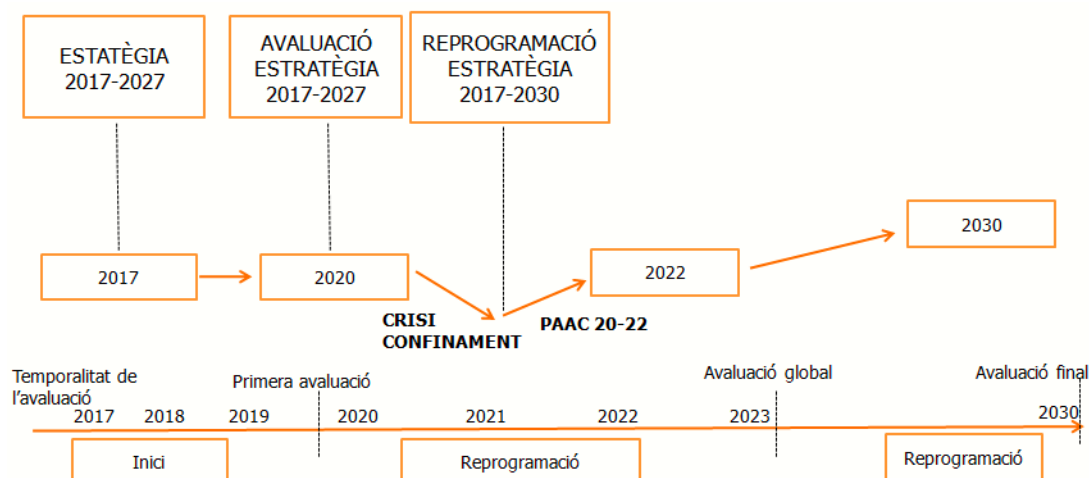 ESTATÈGIA
2017-2027
AVALUACIÓ
ESTRATÈGIA
2017-2027
REPROGRAMACIÓ
ESTRATÈGIA
2017-2030
2017
2020
2022
2030
CRISI
CONFINAMENT
PAAC 20-22
Temporalitat de
l'avaluació
Primera avaluació
Avaluació global
Avaluació final
2017
2018
2019
2020
2021
2022
2023
2030
Inici
Reprogramació
Reprogramació